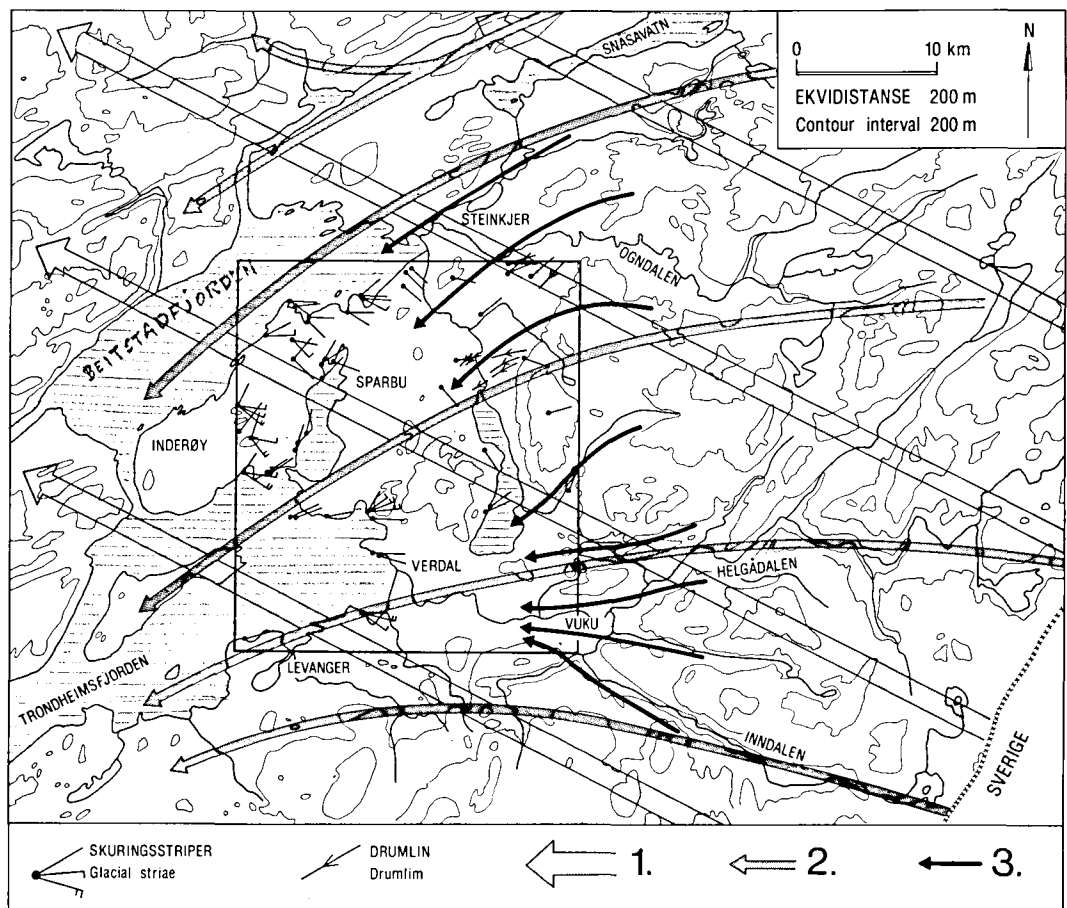 SNÅSAVATN
0 10 km
N
EKVIDISTANSE 200 m
Contour interval 200 m
STEINKJER
OGNDALEN
BEITSTADFJORDEN
SPARBU
INDERØY
VERDAL
HELGÅDALEN
VUKU
LEVANGER
TRONDHEIMSFJORDEN
INNDALEN
SVERIGE
SKURINGSSTRIPER
Glacial striae
DRUMLIN
Drumlim
1.
2.
3.